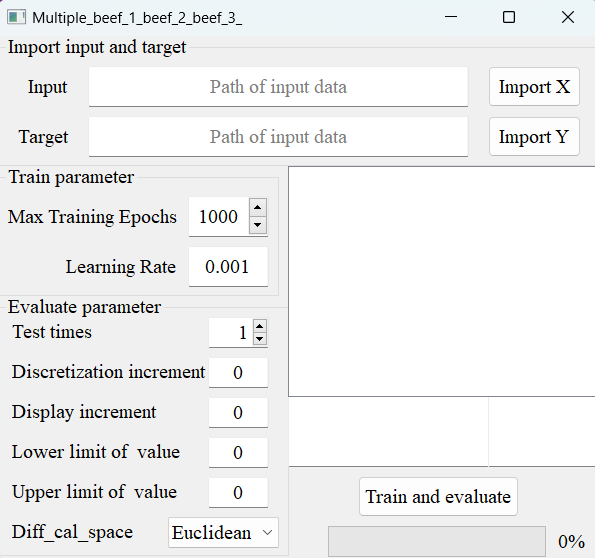 Multiple_beef_1_beef_2_beef_3_
Import input and target
Input Path of input data Import X
Target Path of input data Import Y
Train parameter
Max Training Epochs 1000
Learning Rate 0.001
Evaluate parameter
Test times 1
Discretization increment 0
Display increment 0
Lower limit of value 0
Upper limit of value 0
Diff_cal_space Euclidean
Train and evaluate
0%